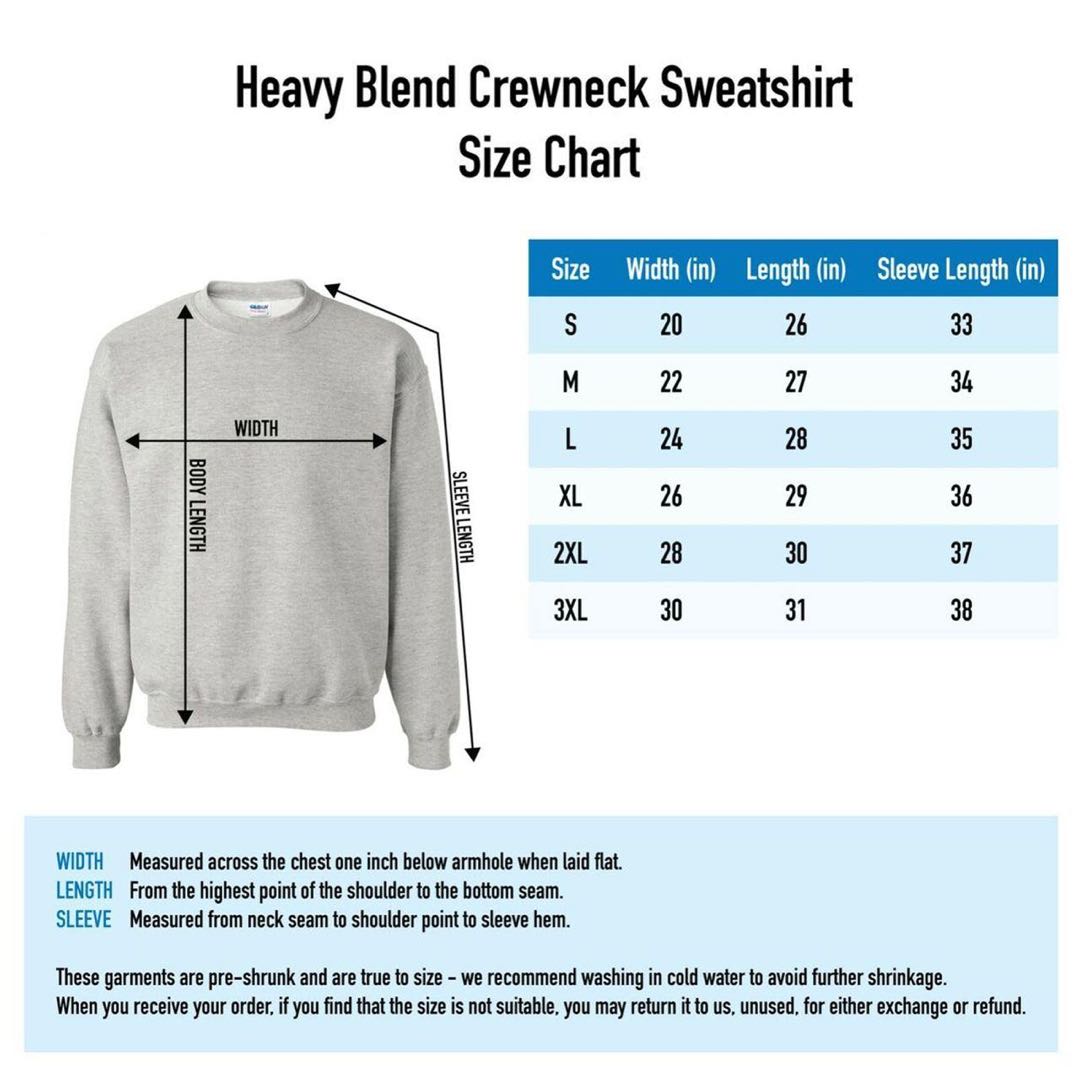 Heavy Blend Crewneck Sweatshirt
Size Chart
GILDAN
WIDTH
BODY LENGTH
SLEEVE LENGTH
Size Width (in) Length (in) Sleeve Length (in)
S 20 26 33
M 22 27 34
L 24 28 35
XL 26 29 36
2XL 28 30 37
3XL 30 31 38
WIDTH Measured across the chest one inch below armhole when laid flat.
LENGTH From the highest point of the shoulder to the bottom seam.
SLEEVE Measured from neck seam to shoulder point to sleeve hem.
These garments are pre-shrunk and are true to size – we recommend washing in cold water to avoid further shrinkage.
When you receive your order, if you find that the size is not suitable, you may return it to us, unused, for either exchange or refund.